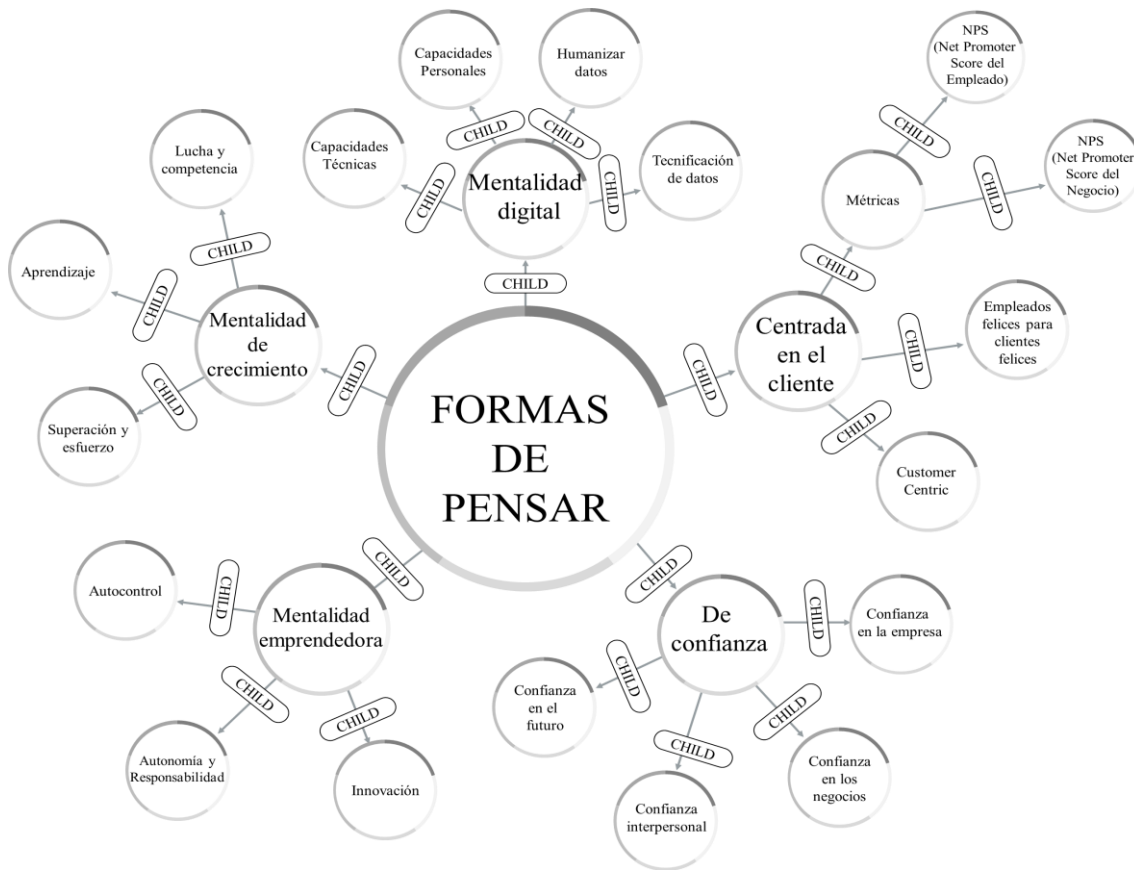 FORMAS
DE
PENSAR
CHILD
Mentalidad
digital
CHILD
Capacidades
Técnicas
CHILD
Capacidades
Personales
CHILD
Humanizar
datos
CHILD
Tecnificación
de datos
CHILD
Centrada
en el
cliente
CHILD
Métricas
CHILD
NPS
(Net Promoter
Score del
Empleado)
CHILD
NPS
(Net Promoter
Score del
Negocio)
CHILD
Empleados
felices para
clientes
felices
CHILD
Customer
Centric
CHILD
De
confianza
CHILD
Confianza
en la empresa
CHILD
Confianza
en los
negocios
CHILD
Confianza
interpersonal
CHILD
Confianza
en el
futuro
CHILD
Mentalidad
emprendedora
CHILD
Innovación
CHILD
Autonomía y
Responsabilidad
CHILD
Autocontrol
CHILD
Mentalidad
de
crecimiento
CHILD
Superación y
esfuerzo
CHILD
Aprendizaje
CHILD
Lucha y
competencia